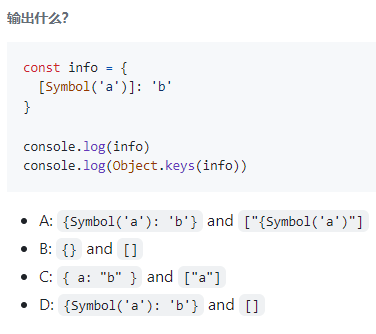 输出什么?
const info = {
  [Symbol('a')]: 'b'
}
console.log(info)
console.log(Object.keys(info))
• A: {Symbol('a'): 'b'} and ["{Symbol('a')"]
• B: {} and []
• C: { a: "b" } and ["a"]
• D: {Symbol('a'): 'b'} and []